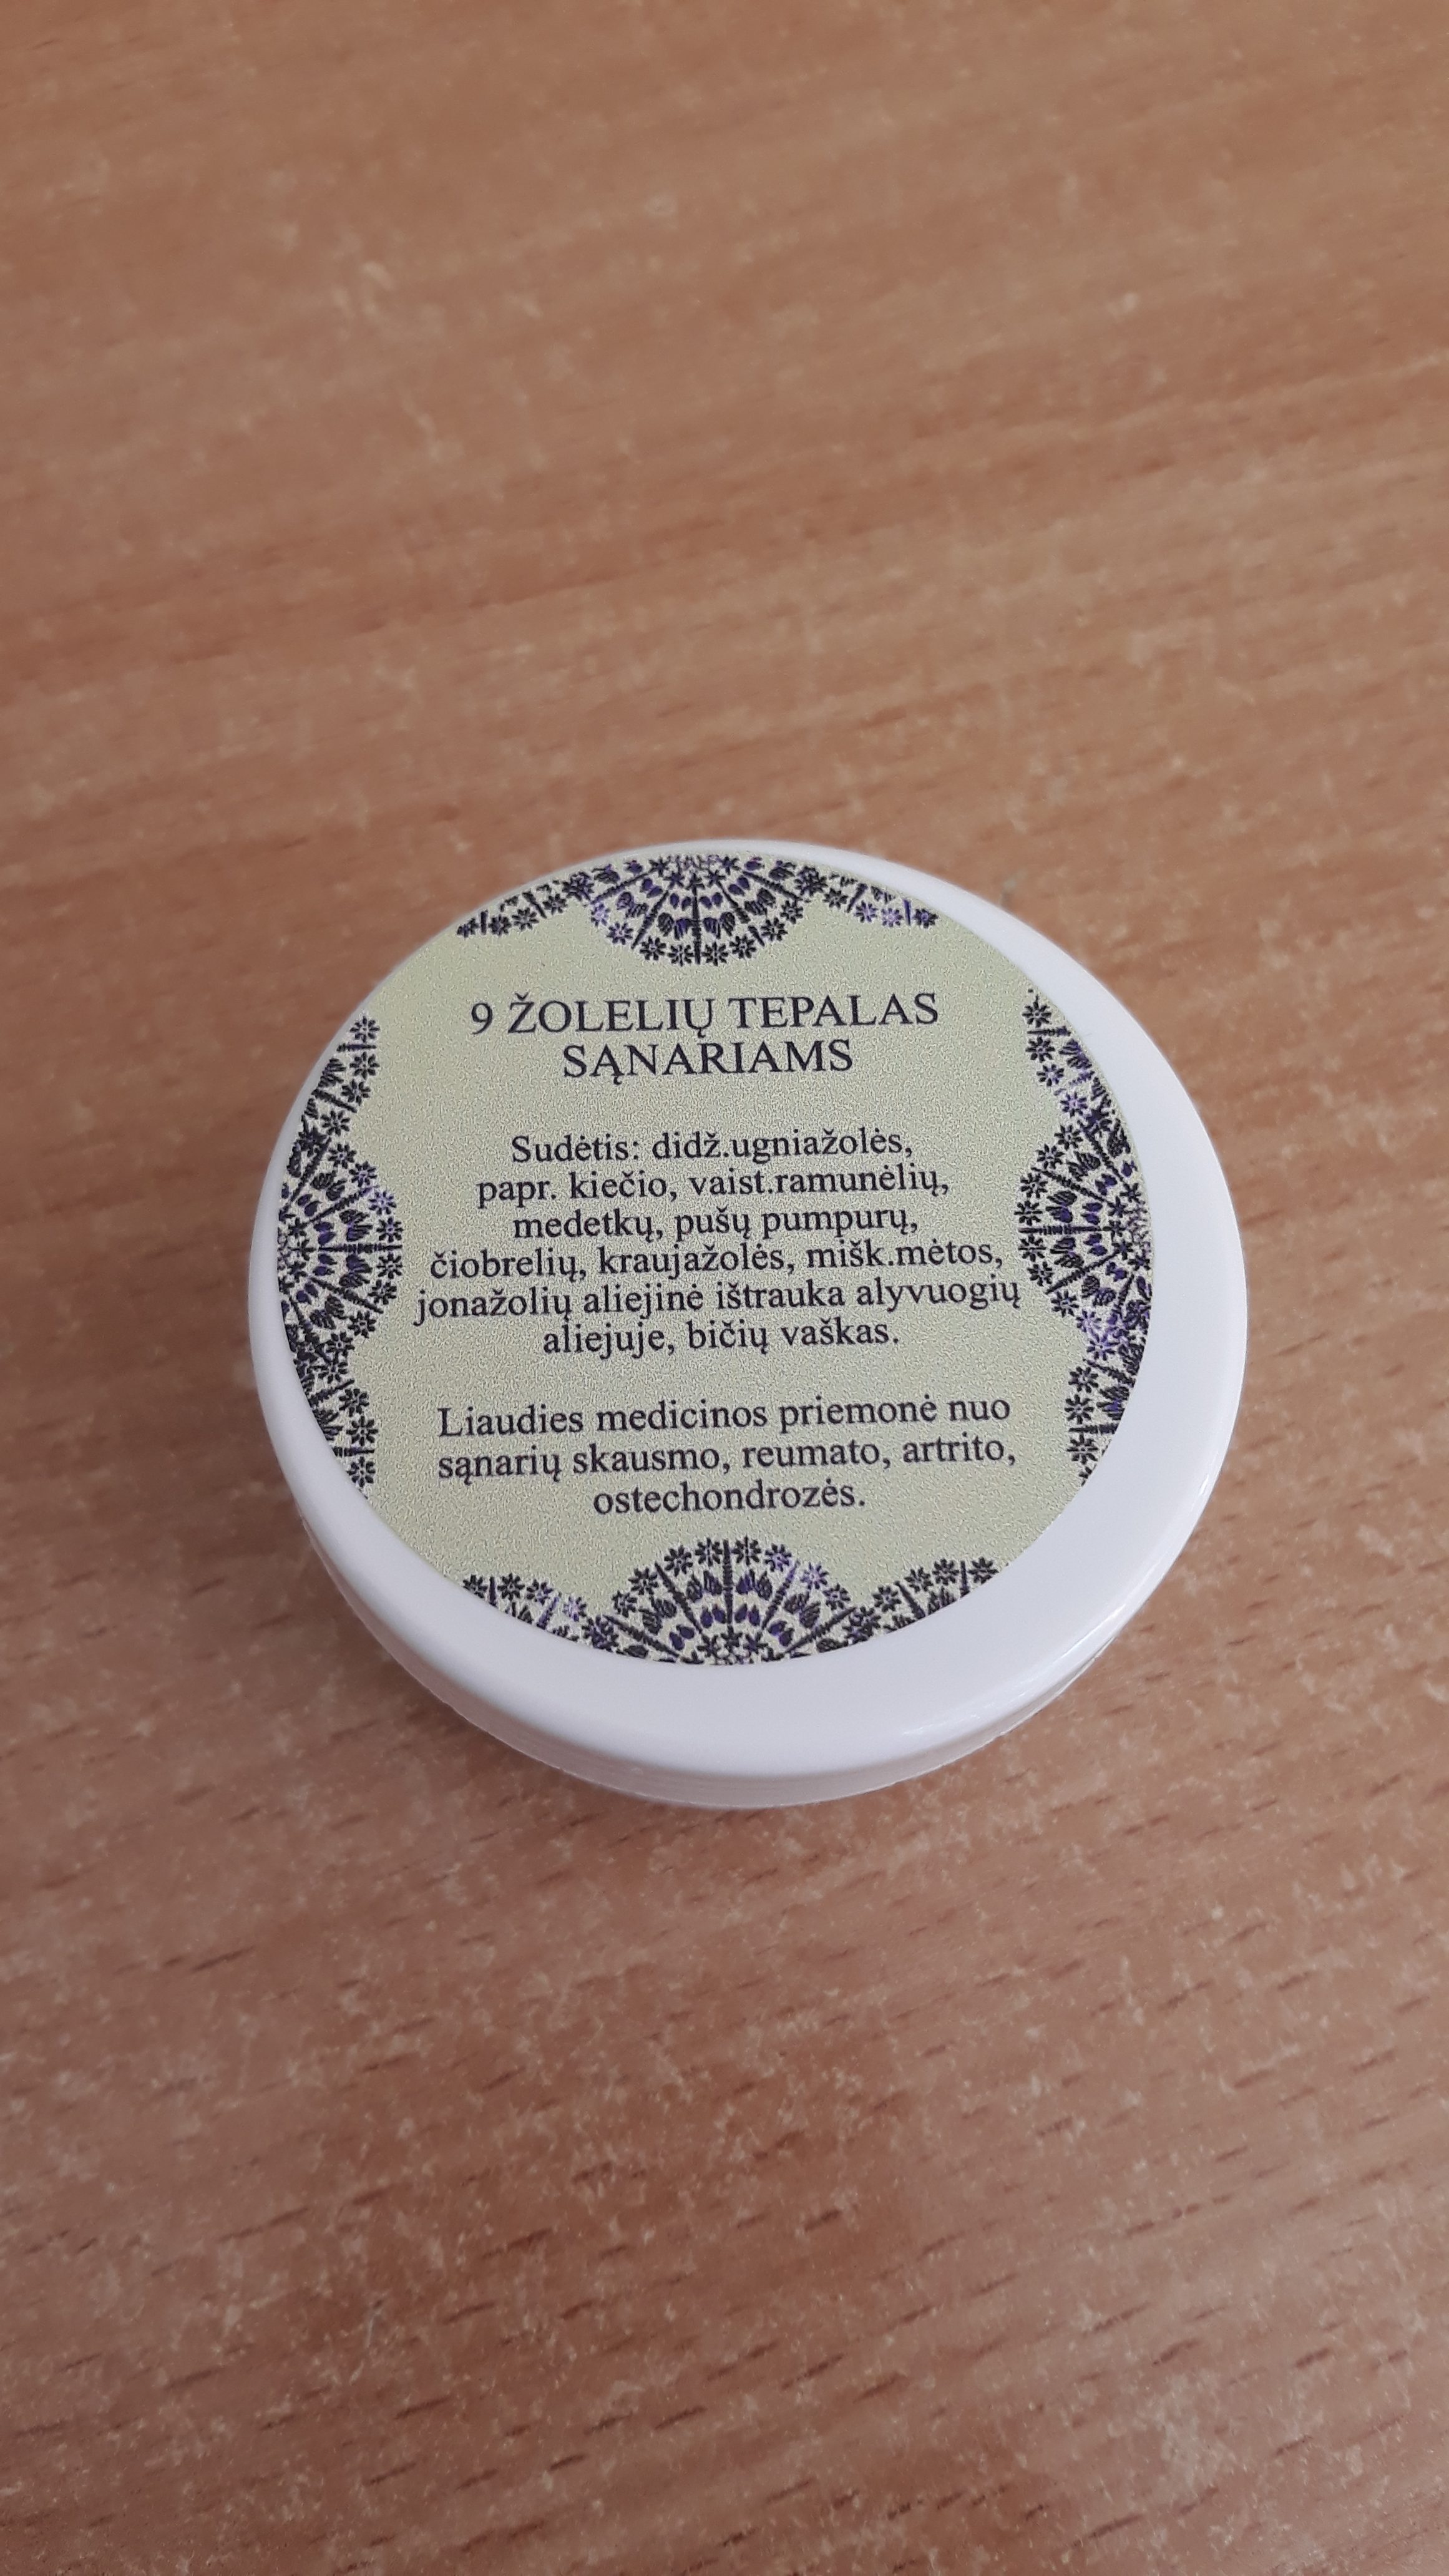 9 ŽOLELIŲ TEPALAS
SĄNARIAMS
Sudėtis: didž.ugniažolės,
papr. kiečio, vaist.ramunėlių,
medetkų, pušų pumpurų,
čiobrelių, kraujažolės, mišk.mėtos,
jonažolių aliejinė ištrauka alyvuogių
aliejuje, bičių vaškas.
Liaudies medicinos priemonė nuo
sąnarių skausmo, reumato, artrito,
ostechondrozės.